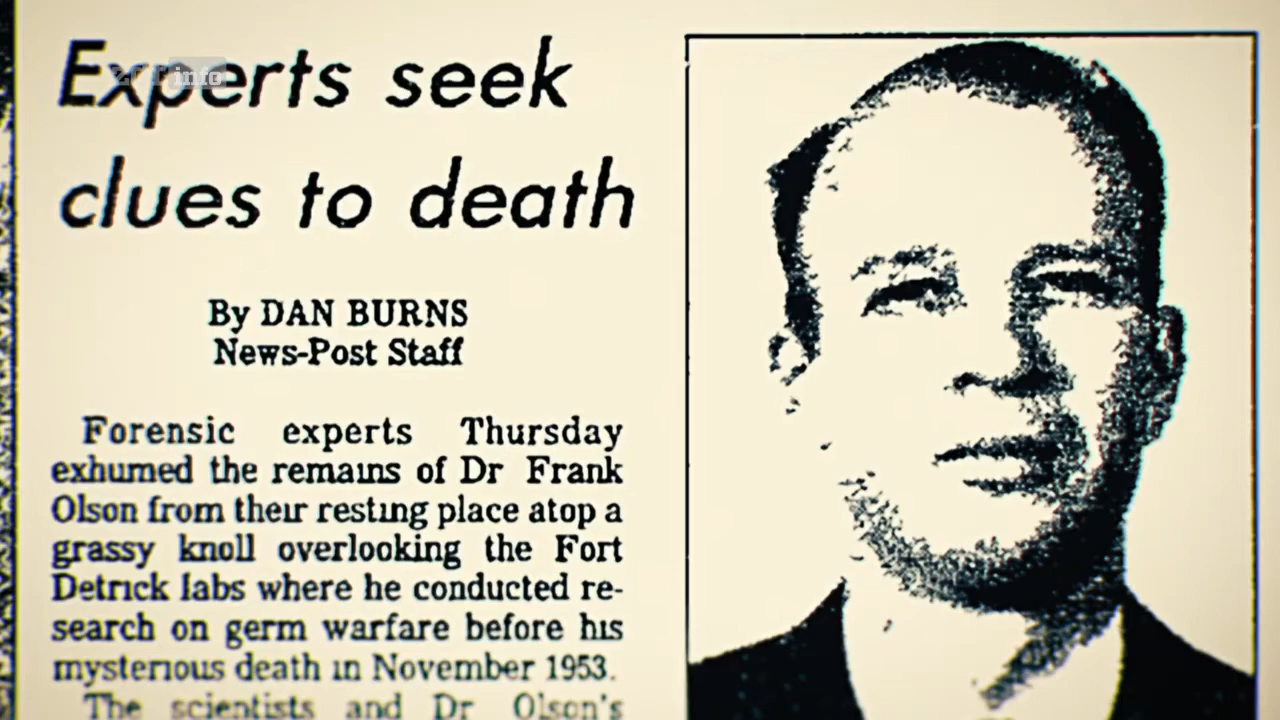 ZDFinfo
Experts seek
clues to death
By DAN BURNS
News-Post Staff
Forensic experts Thursday
exhumed the remains of Dr Frank
Olson from their resting place atop a
grassy knoll overlooking the Fort
Detrick labs where he conducted re-
search on germ warfare before his
mysterious death in November 1953.
The scientists and Dr Olson's